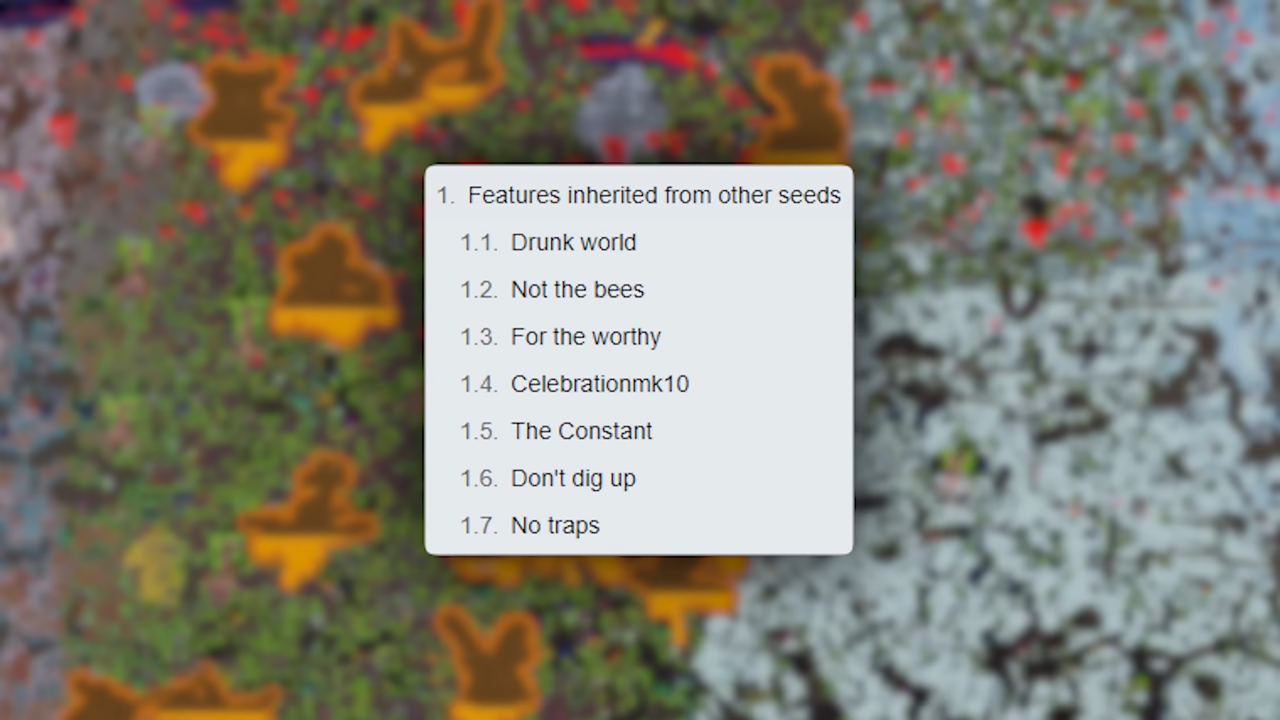 1. Features inherited from other seeds
1.1. Drunk world
1.2. Not the bees
1.3. For the worthy
1.4. Celebrationmk10
1.5. The Constant
1.6. Don't dig up
1.7. No traps